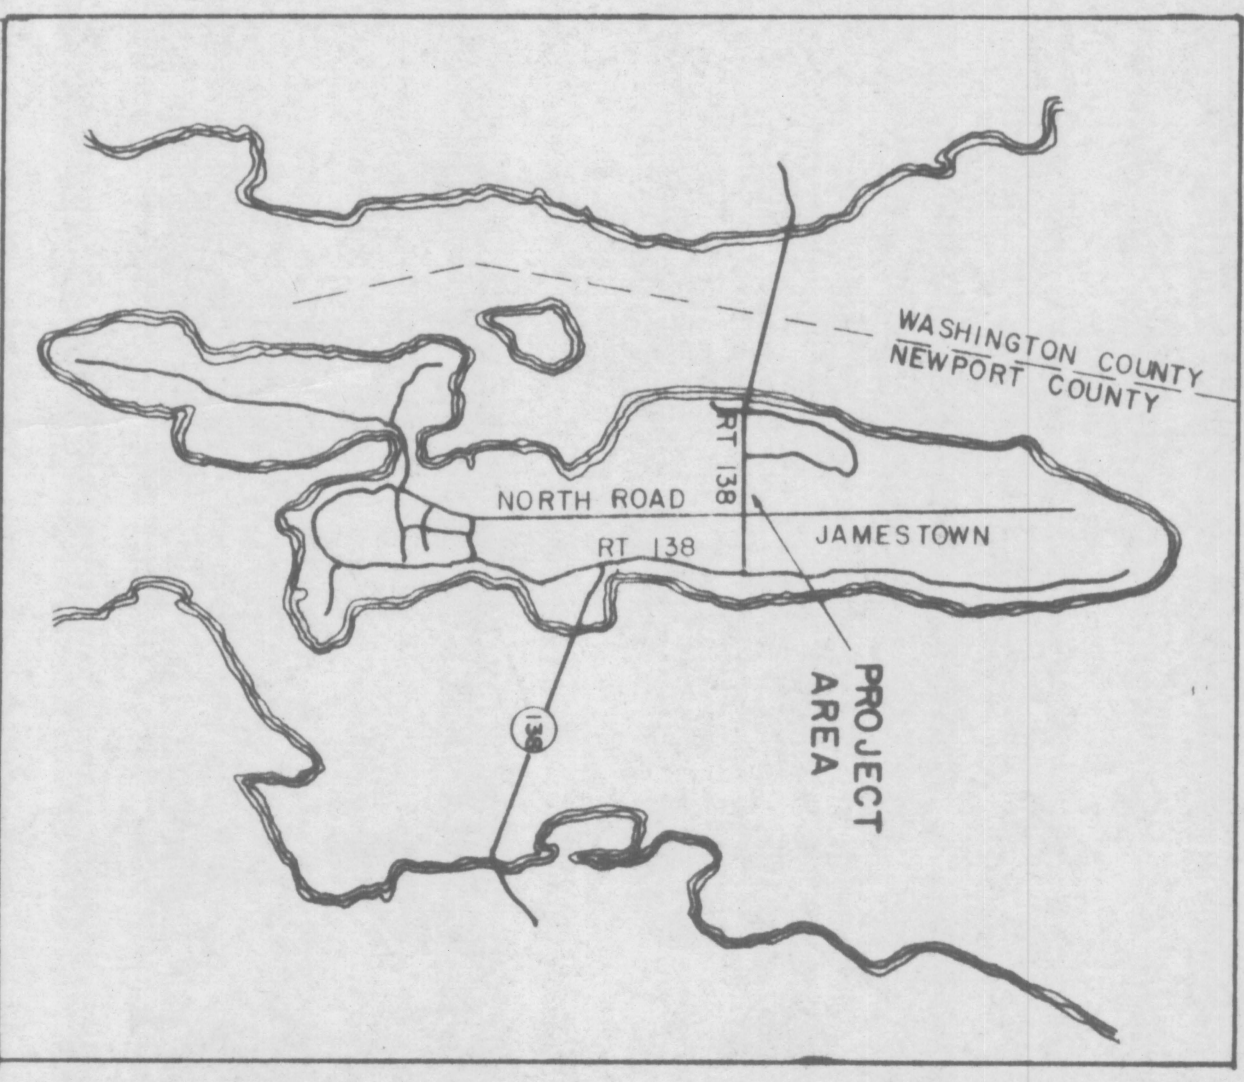 WASHINGTON COUNTY
NEWPORT COUNTY
RT 138
NORTH ROAD
JAMESTOWN
RT 138
PROJECT
AREA
138